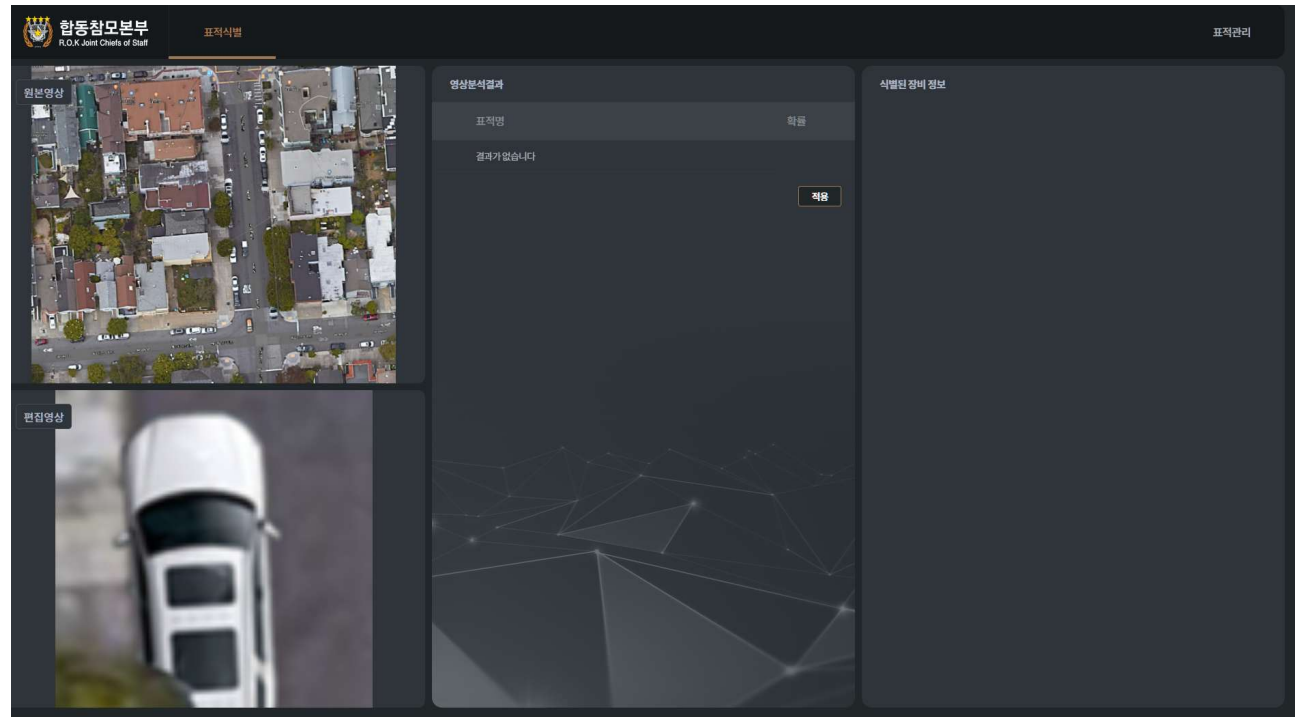 합동참모본부
R.O.K Joint Chiefs of Staff
표적식별
표적관리
원본영상
영상분석결과
표적명 확률
결과가 없습니다
적용
식별된 장비 정보
편집영상